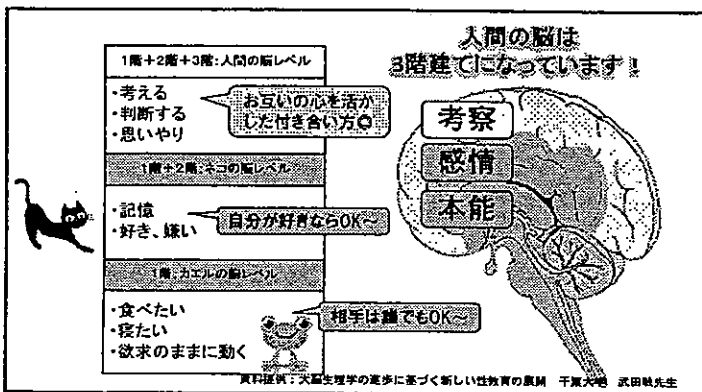 人間の脳は
3階建てになっています！
1階＋2階＋3階:人間の脳レベル
・考える
・判断する
・思いやり
お互いの心を活か
した付き合い方◎
1階＋2階:ネコの脳レベル
・記憶
・好き、嫌い
自分が好きならOK～
1階:カエルの脳レベル
・食べたい
・寝たい
・欲求のままに動く
相手は誰でもOK～
考察
感情
本能
資料提供：大脳生理学の進歩に基づく新しい性教育の展開　千葉大学　武田敏先生